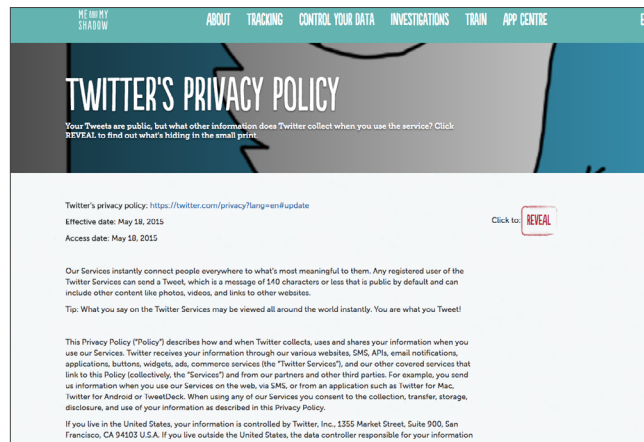 ME AND MY
SHADOW
ABOUT TRACKING CONTROL YOUR DATA INVESTIGATIONS TRAIN APP CENTRE E
TWITTER'S PRIVACY POLICY
Your Tweets are public, but what other information does Twitter collect when you use the service? Click
REVEAL to find out what's hiding in the small print.
Twitter's privacy policy: https://twitter.com/privacy?lang=en#update
Effective date: May 18, 2015
Access date: May 18, 2015
Click to: REVEAL
Our Services instantly connect people everywhere to what's most meaningful to them. Any registered user of the
Twitter Services can send a Tweet, which is a message of 140 characters or less that is public by default and can
include other content like photos, videos, and links to other websites.
Tip: What you say on the Twitter Services may be viewed all around the world instantly. You are what you Tweet!
This Privacy Policy ("Policy") describes how and when Twitter collects, uses and shares your information when you
use our Services. Twitter receives your information through our various websites, SMS, APIs, email notifications,
applications, buttons, widgets, ads, commerce services (the "Twitter Services"), and our other covered services that
link to this Policy (collectively, the "Services") and from our partners and other third parties. For example, you send
us information when you use our Services on the web, via SMS, or from an application such as Twitter for Mac,
Twitter for Android or TweetDeck. When using any of our Services you consent to the collection, transfer, storage,
disclosure, and use of your information as described in this Privacy Policy.
If you live in the United States, your information is controlled by Twitter, Inc., 1355 Market Street, Suite 900, San
Francisco, CA 94103 U.S.A. If you live outside the United States, the data controller responsible for your information